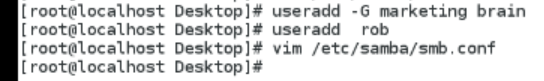 [root@localhost Desktop]# useradd -G marketing brain
[root@localhost Desktop]# useradd  rob
[root@localhost Desktop]# vim /etc/samba/smb.conf
[root@localhost Desktop]#